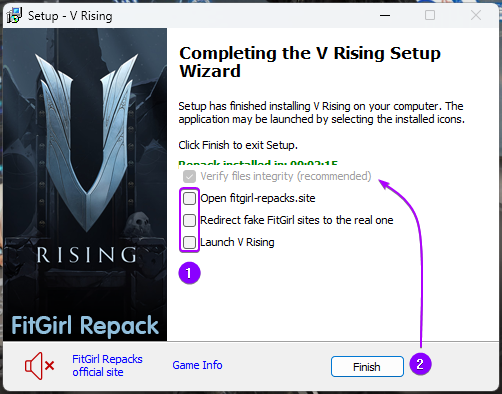 Setup - V Rising
Completing the V Rising Setup
Wizard
Setup has finished installing V Rising on your computer. The
application may be launched by selecting the installed icons.
Click Finish to exit Setup.
Repack installed in: 00:02:15
Verify files integrity (recommended)
Open fitgirl-repacks.site
Redirect fake FitGirl sites to the real one
Launch V Rising
1
V
RISING
FitGirl Repack
FitGirl Repacks
official site
Game Info
Finish
2